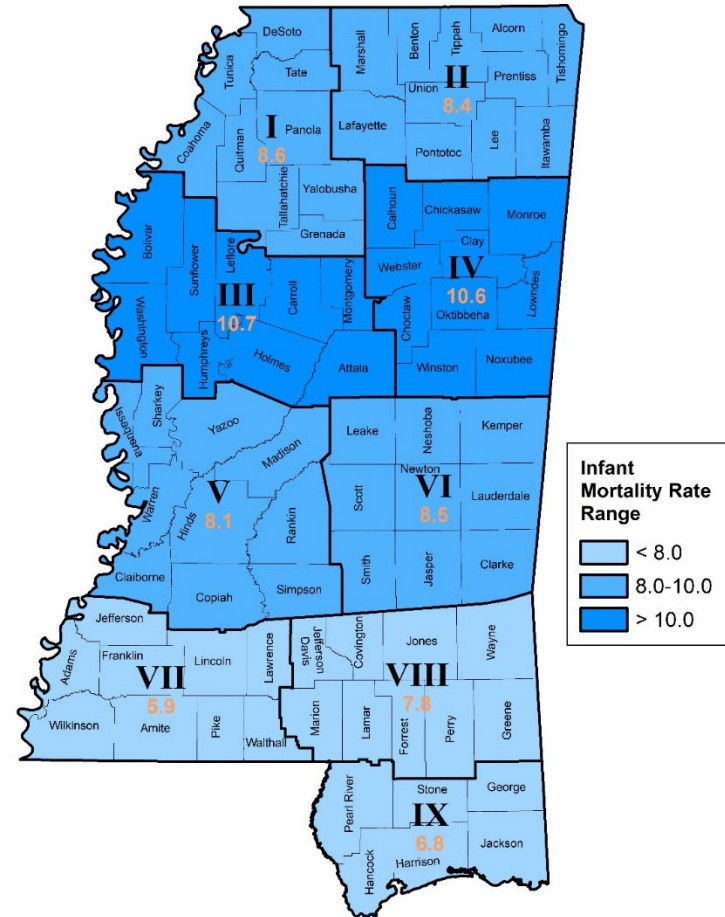 DeSoto
Tunica
Tate
I
8.6
Panola
Coahoma
Quitman
Tallahatchie
Yalobusha
Grenada
Marshall
Benton
Tippah
Alcorn
Tishomingo
II
8.4
Union
Prentiss
Lafayette
Pontotoc
Lee
Itawamba
Bolivar
Sunflower
Leflore
III
10.7
Carroll
Montgomery
Washington
Humphreys
Holmes
Attala
Calhoun
Chickasaw
Monroe
Clay
Webster
IV
10.6
Lowndes
Choctaw
Oktibbeha
Winston
Noxubee
Issaquena
Sharkey
Yazoo
Madison
V
8.1
Warren
Hinds
Rankin
Claiborne
Copiah
Simpson
Leake
Neshoba
Kemper
Newton
VI
8.5
Scott
Lauderdale
Smith
Jasper
Clarke
Infant
Mortality Rate
Range
< 8.0
8.0-10.0
> 10.0
Jefferson
Adams
Franklin
Lincoln
Lawrence
VII
5.9
Wilkinson
Amite
Pike
Walthall
Jefferson
Davis
Covington
Jones
Wayne
VIII
7.8
Marion
Lamar
Forrest
Perry
Greene
Pearl River
Stone
George
IX
6.8
Hancock
Harrison
Jackson